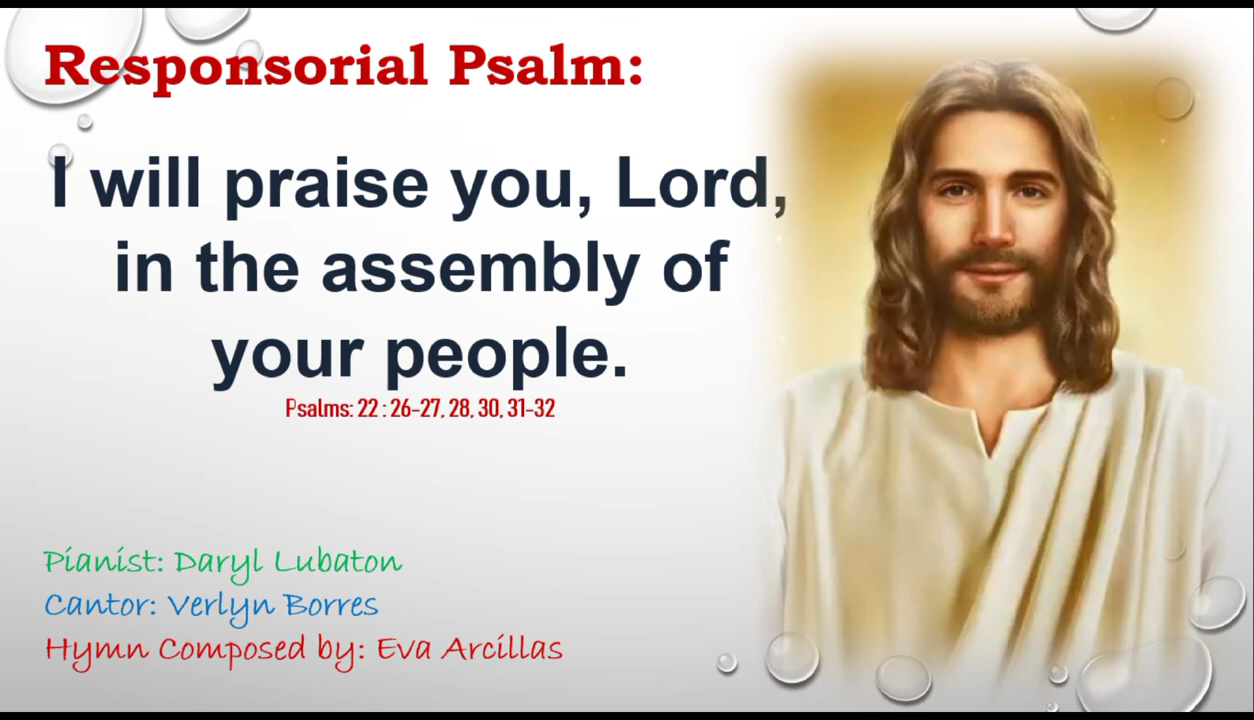 Responsorial Psalm:
I will praise you, Lord,
in the assembly of
your people.
Psalms: 22 : 26-27, 28, 30, 31-32
Pianist: Daryl Lubaton
Cantor: Verlyn Borres
Hymn Composed by: Eva Arcillas